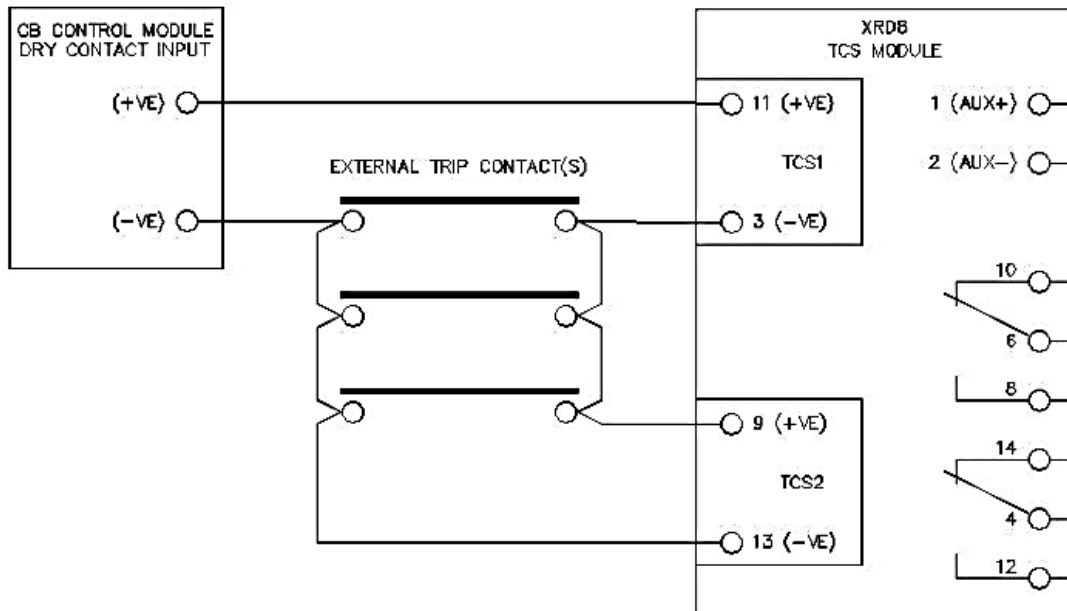 CB CONTROL MODULE
DRY CONTACT INPUT
(+VE)
(-VE)
EXTERNAL TRIP CONTACT(S)
XRD8
TCS MODULE
11 (+VE)
TCS1
3 (-VE)
1 (AUX+)
2 (AUX-)
10
6
8
9 (+VE)
TCS2
13 (-VE)
14
4
12